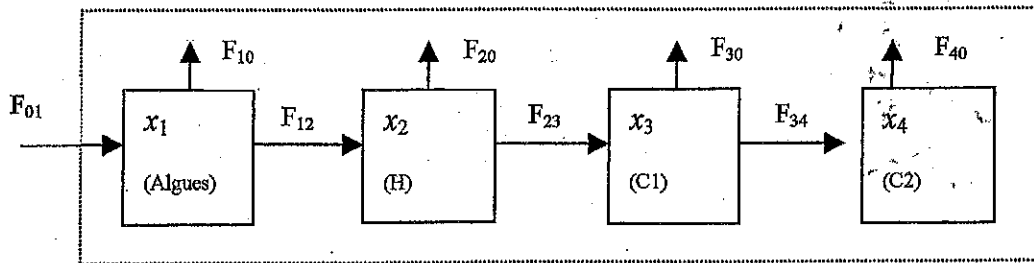 F10 F20 F30 F40
F01
x1 F12 x2 F23 x3 F34 x4
(Algues) (H) (C1) (C2)